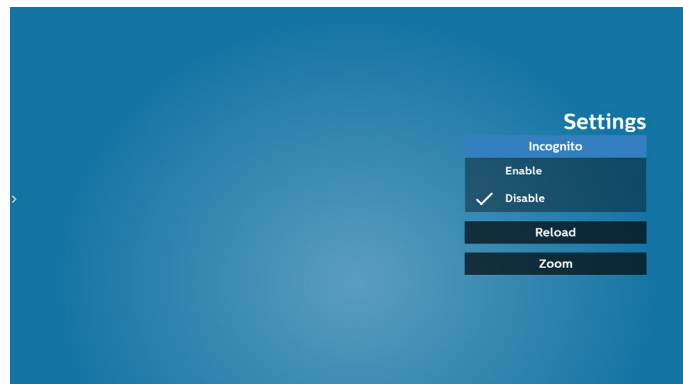 Settings
Incognito
Enable
Disable
Reload
Zoom